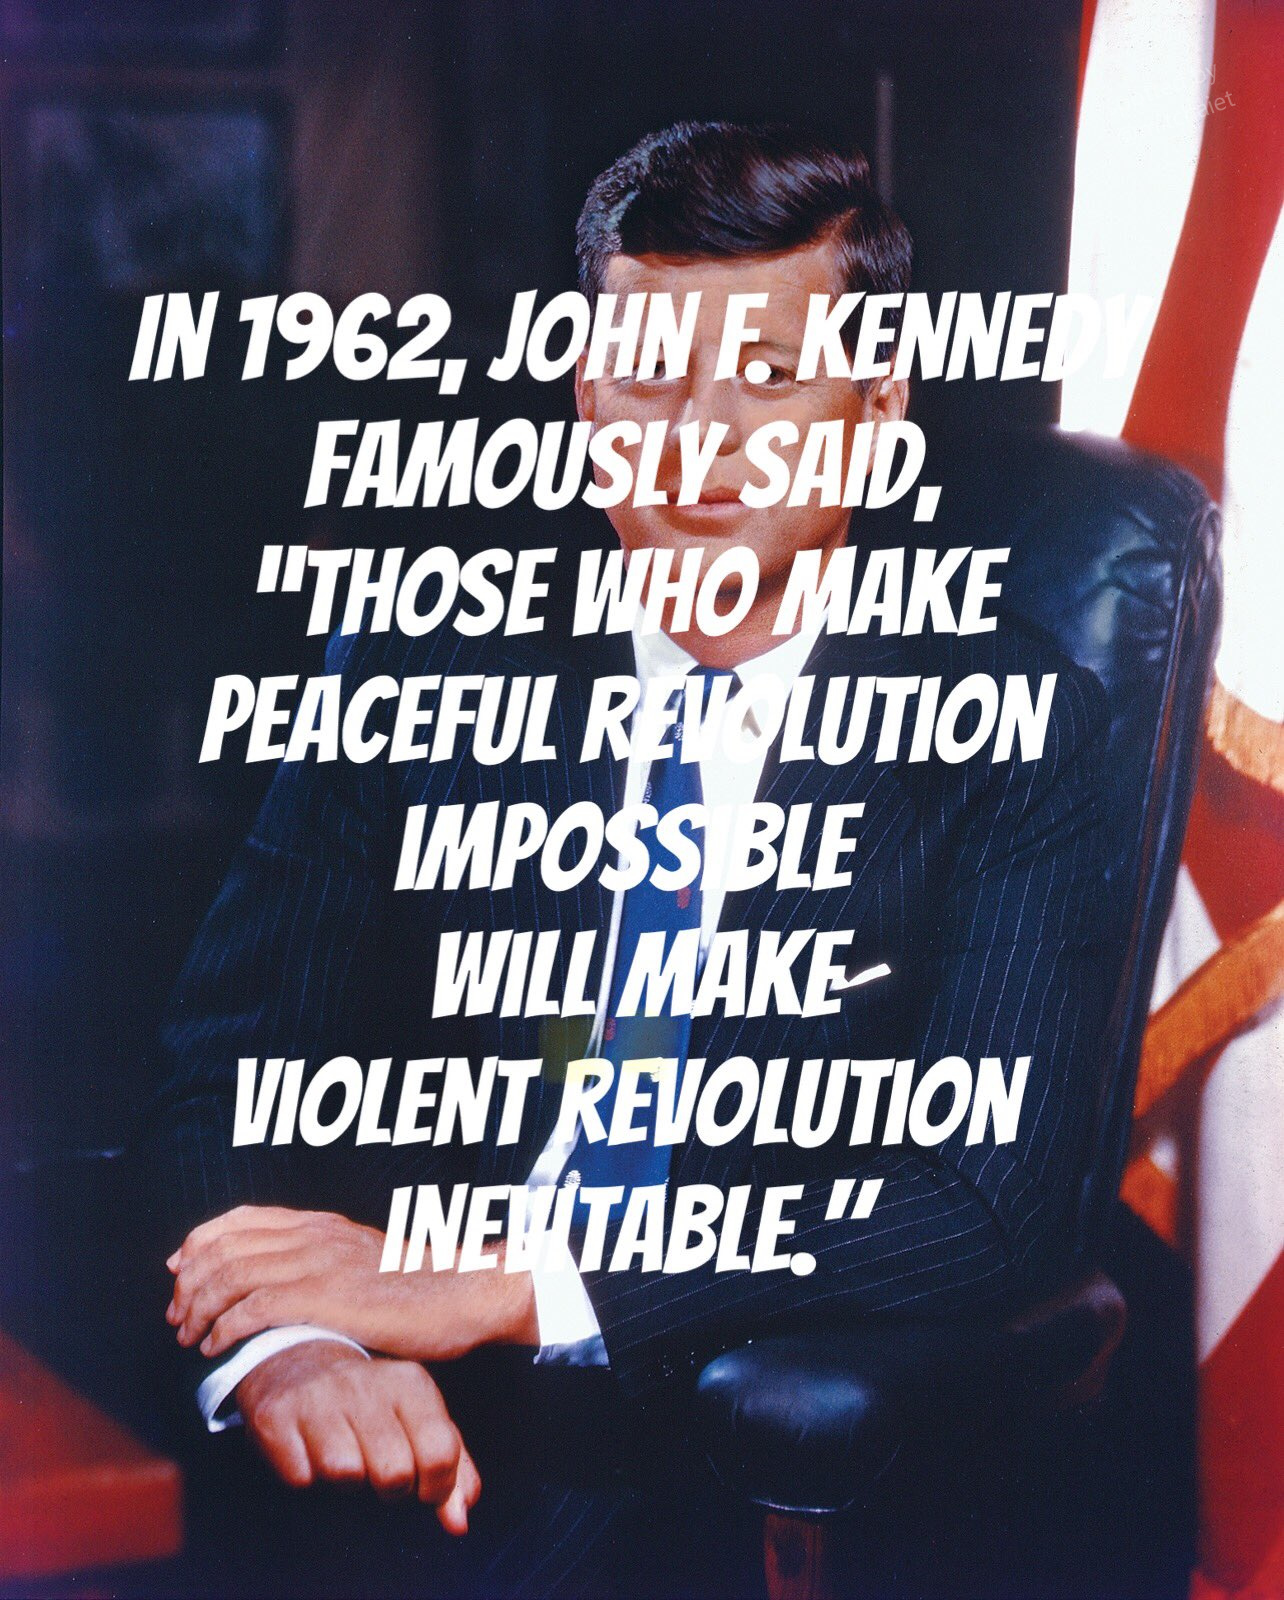 IN 1962, JOHN F. KENNEDY
FAMOUSLY SAID,
"THOSE WHO MAKE
PEACEFUL REVOLUTION
IMPOSSIBLE
WILL MAKE
VIOLENT REVOLUTION
INEVITABLE."